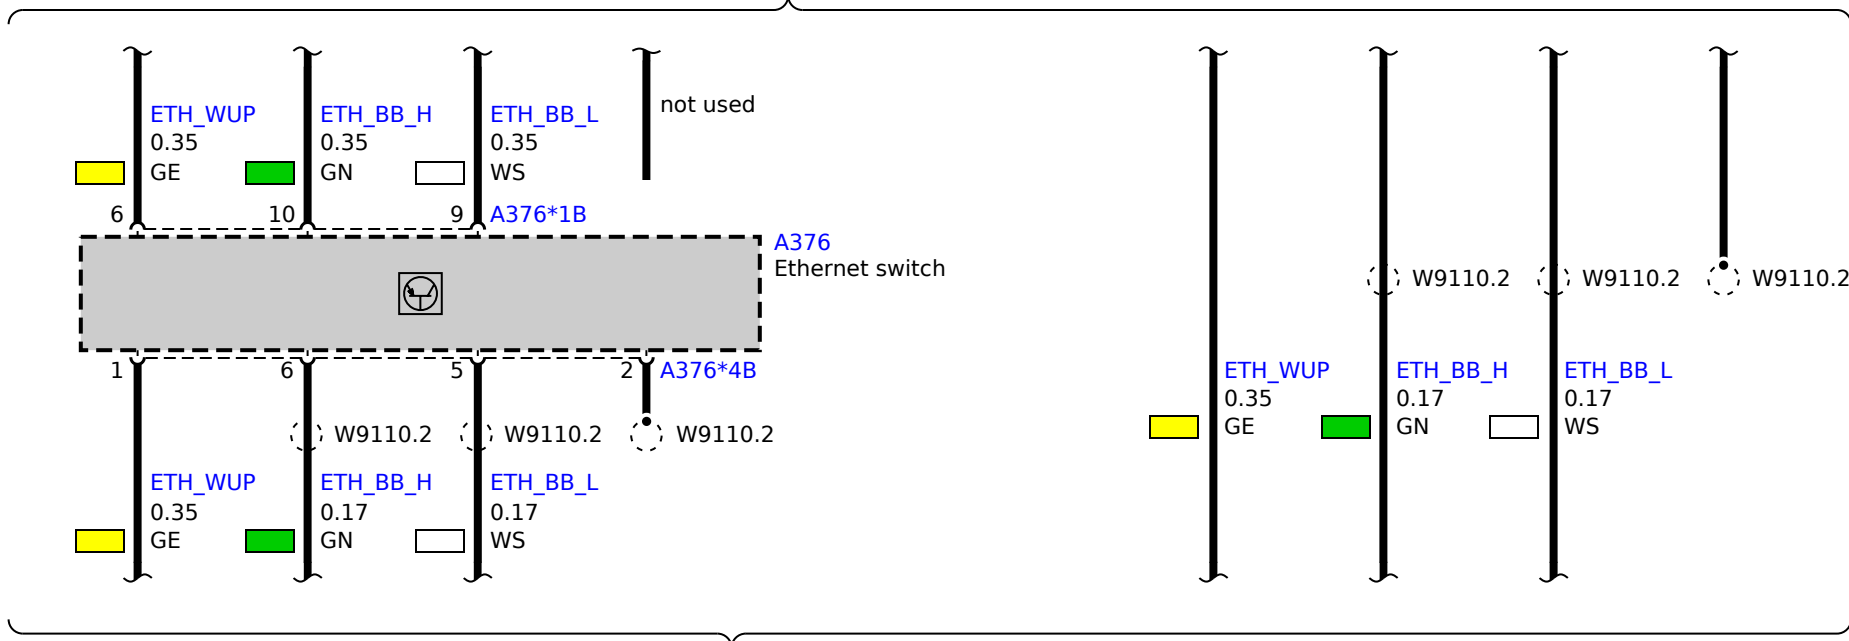 ETH_WUP
0.35
GE
ETH_BB_H
0.35
GN
ETH_BB_L
0.35
WS
not used
6
10
9
A376*1B
A376
Ethernet switch
1
6
5
2
A376*4B
W9110.2
W9110.2
W9110.2
ETH_WUP
0.35
GE
ETH_BB_H
0.17
GN
ETH_BB_L
0.17
WS
W9110.2
W9110.2
W9110.2
ETH_WUP
0.35
GE
ETH_BB_H
0.17
GN
ETH_BB_L
0.17
WS